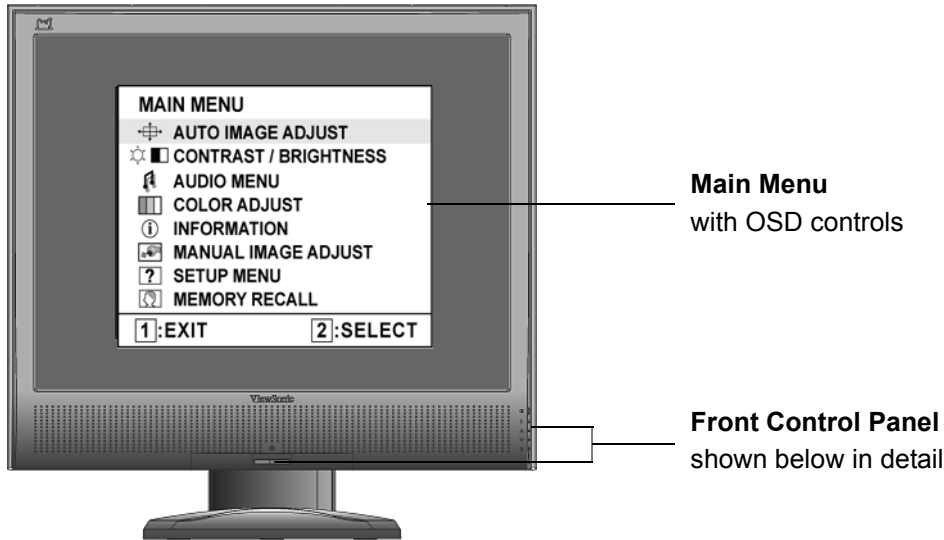 MAIN MENU
AUTO IMAGE ADJUST
CONTRAST / BRIGHTNESS
AUDIO MENU
COLOR ADJUST
INFORMATION
MANUAL IMAGE ADJUST
? SETUP MENU
MEMORY RECALL
1:EXIT 2:SELECT
Main Menu
with OSD controls
ViewSonic
Front Control Panel
shown below in detail